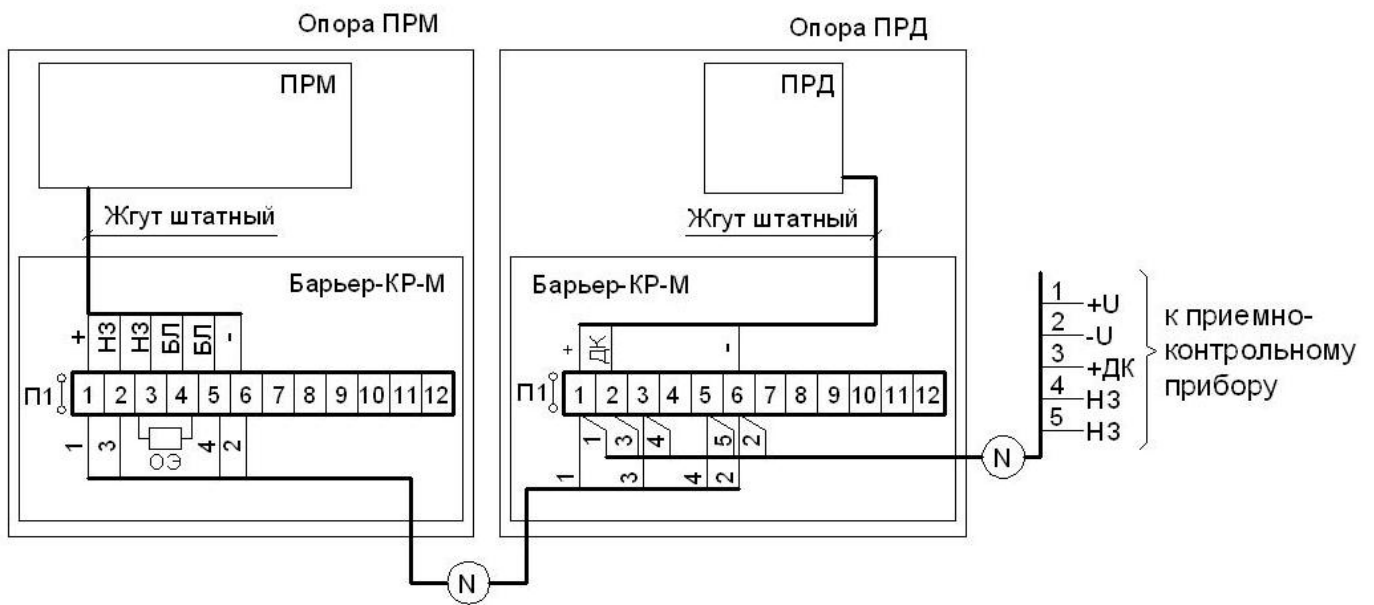 Опора ПРМ
Опора ПРД
ПРМ
ПРД
Жгут штатный
Жгут штатный
Барьер-КР-М
Барьер-КР-М
+ НЗ НЗ БЛ БЛ -
+ ДК -
П1 1 2 3 4 5 6 7 8 9 10 11 12
П1 1 2 3 4 5 6 7 8 9 10 11 12
1 3 ОЭ 4 2
1 3 4 5 2
1 3 4 2
N
N
1 +U
2 -U
3 +ДК
4 НЗ
5 НЗ
к приемно-
контрольному
прибору